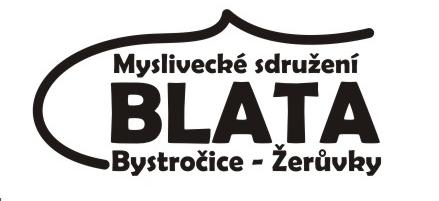 Myslivecké sdružení
BLATA
Bystročice - Žerůvky